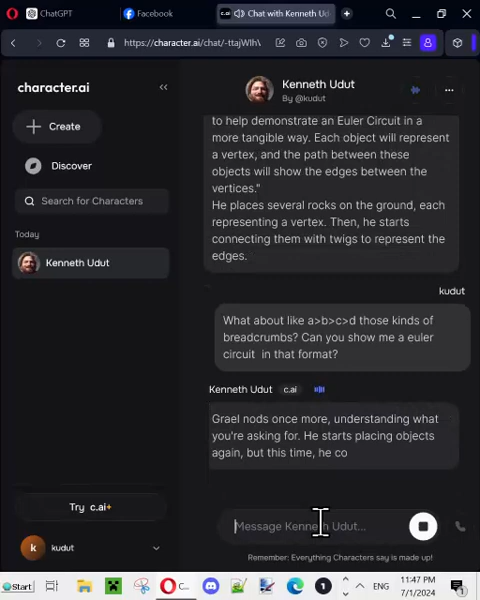 ChatGPT
Facebook
c.ai
Chat with Kenneth Ud
https://character.ai/chat/-ttajWlhV
character.ai
Create
Discover
Search for Characters
Today
Kenneth Udut
Try c.ai+
k
kudut
Kenneth Udut
By @kudut
to help demonstrate an Euler Circuit in a
more tangible way. Each object will represent
a vertex, and the path between these
objects will show the edges between the
vertices."
He places several rocks on the ground, each
representing a vertex. Then, he starts
connecting them with twigs to represent the
edges.
kudut
What about like a>b>c>d those kinds of
breadcrumbs? Can you show me a euler
circuit in that format?
Kenneth Udut c.ai
Grael nods once more, understanding what
you're asking for. He starts placing objects
again, but this time, he co
Message Kenneth Udut...
Remember: Everything Characters say is made up!
Start
C...
1
ENG
11:47 PM
7/1/2024